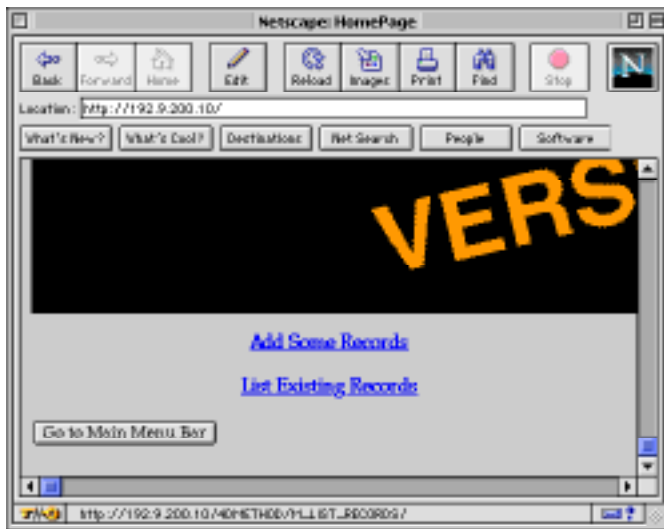 Netscape: HomePage
Back Forward Home Edit Reload Images Print Find Stop
N
Location: http://192.9.200.10/
What's New? What's Cool? Destinations Net Search People Software
VERS
Add Some Records
List Existing Records
Go to Main Menu Bar
http://192.9.200.10/4DMETHOD/M_LIST_RECORDS/